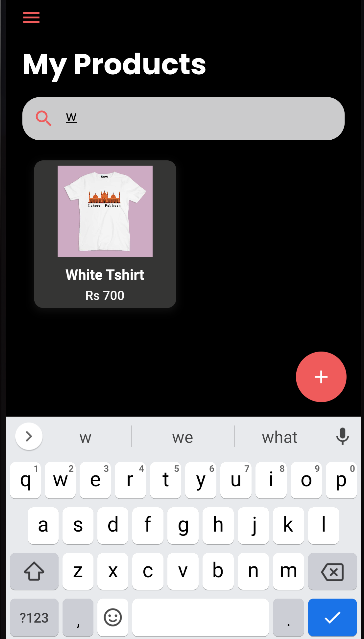 My Products
w
White Tshirt
Rs 700
w we what
q1 w2 e3 r4 t5 y6 u7 i8 o9 p0
a s d f g h j k l
z x c v b n m
?123 , .